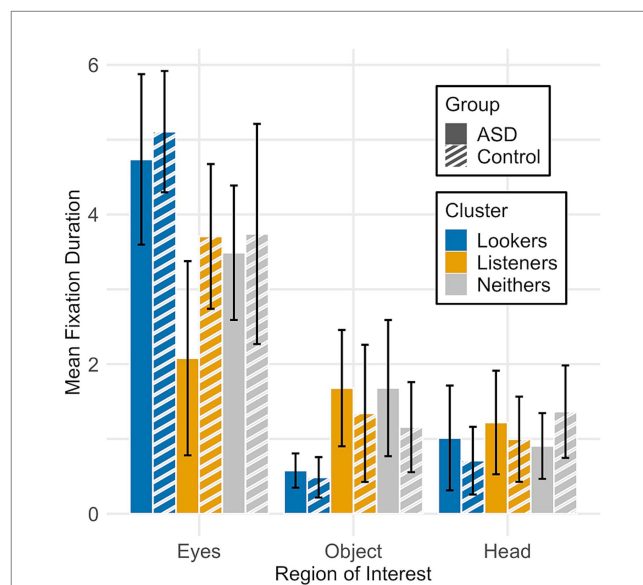 6
4
2
0
Mean Fixation Duration
Group
ASD
Control
Cluster
Lookers
Listeners
Neithers
Eyes Object Head
Region of Interest